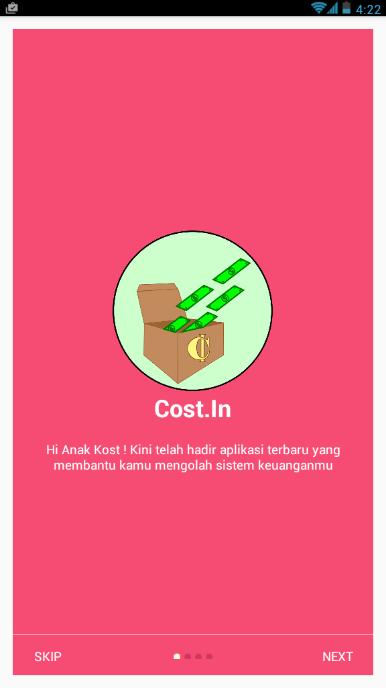 4:22
Cost.In
Hi Anak Kost ! Kini telah hadir aplikasi terbaru yang
membantu kamu mengolah sistem keuanganmu
SKIP
NEXT